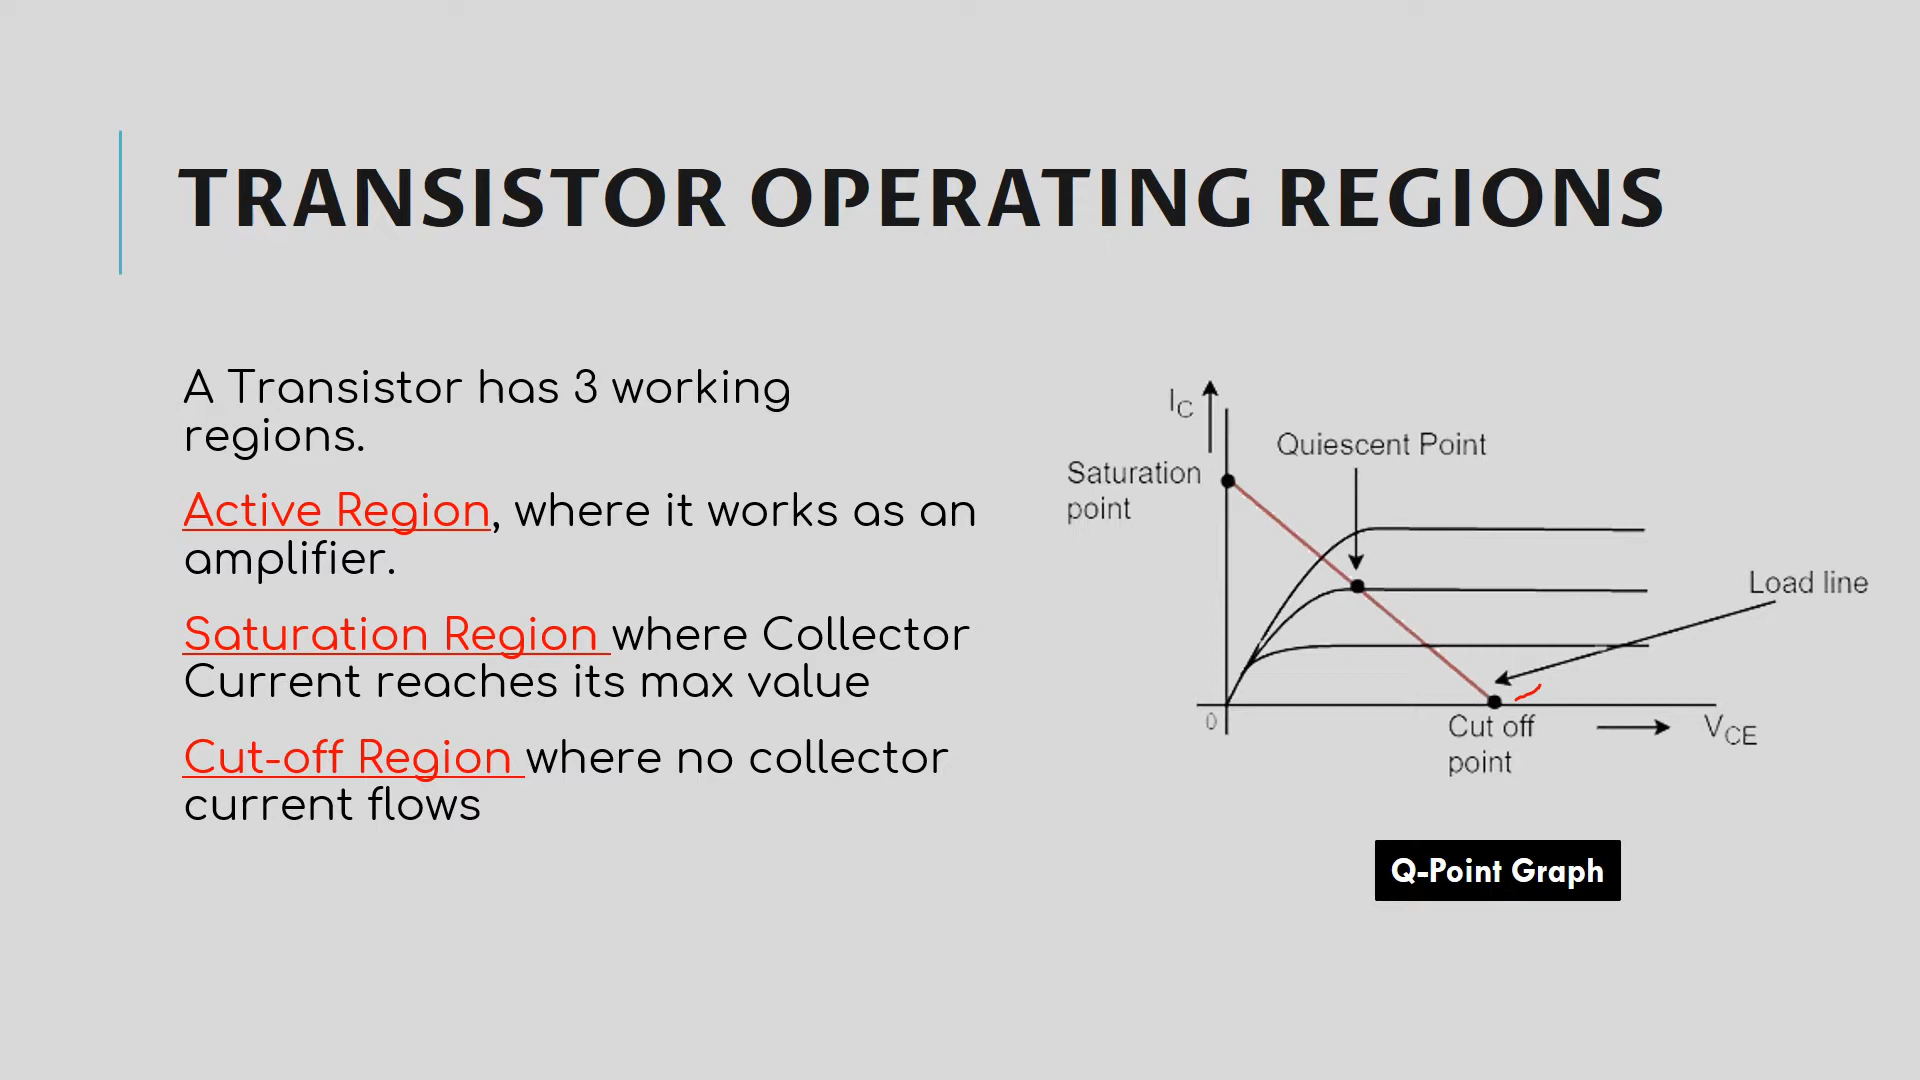 TRANSISTOR OPERATING REGIONS
A Transistor has 3 working
regions.
Active Region, where it works as an
amplifier.
Saturation Region where Collector
Current reaches its max value
Cut-off Region where no collector
current flows
IC
Quiescent Point
Saturation
point
Load line
0
Cut off
point
VCE
Q-Point Graph